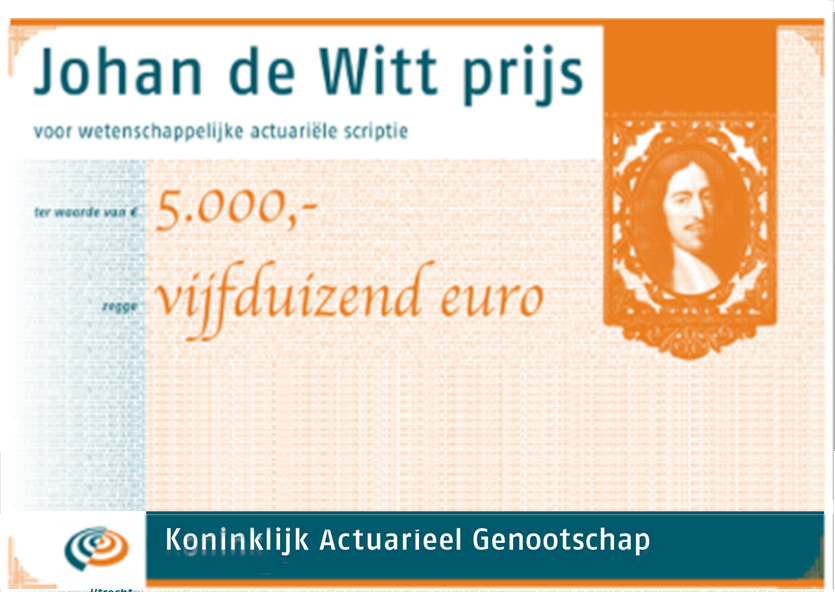 Johan de Witt prijs
voor wetenschappelijke actuariële scriptie
ter waarde van € 5.000,-
zegge vijfduizend euro
Koninklijk Actuarieel Genootschap
Utrecht